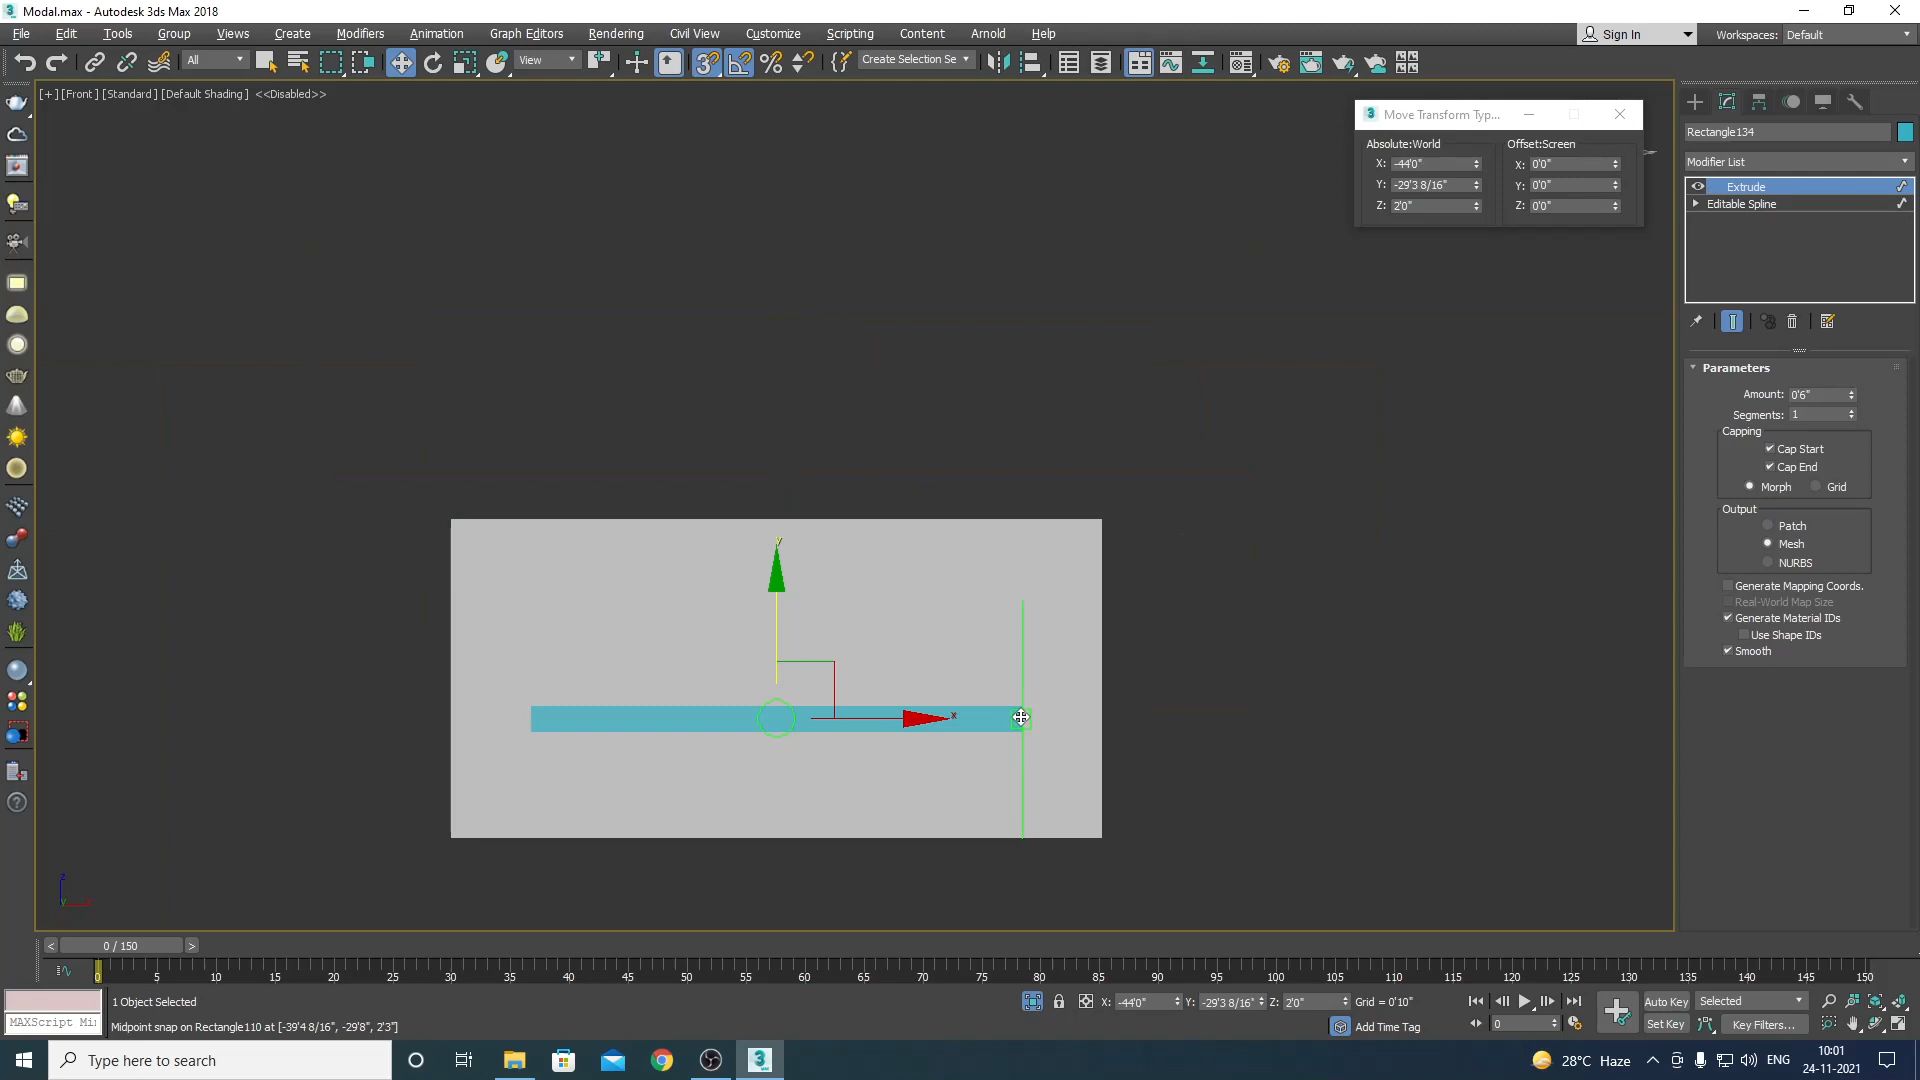 Modal.max - Autodesk 3ds Max 2018
File Edit Tools Group Views Create Modifiers Animation Graph Editors Rendering Civil View Customize Scripting Content Arnold Help Sign In Workspaces: Default
All View Create Selection Se
[+] [Front] [Standard] [Default Shading] <<Disabled>>
Move Transform Typ...
Absolute:World Offset:Screen
X: -44'0" X: 0'0"
Y: -29'3 8/16" Y: 0'0"
Z: 2'0" Z: 0'0"
Rectangle134
Modifier List
Extrude
Editable Spline
Parameters
Amount: 0'6"
Segments: 1
Capping
Cap Start
Cap End
Morph Grid
Output
Patch
Mesh
NURBS
Generate Mapping Coords.
Real-World Map Size
Generate Material IDs
Use Shape IDs
Smooth
y
x
z
0 / 150
0 5 10 15 20 25 30 35 40 45 50 55 60 65 70 75 80 85 90 95 100 105 110 115 120 125 130 135 140 145 150
1 Object Selected X: -44'0" Y: -29'3 8/16" Z: 2'0" Grid = 0'10" Auto Key Selected
MAXScript Mi Midpoint snap on Rectangle110 at [-39'4 8/16", -29'8", 2'3"] Add Time Tag 0 Set Key Key Filters...
Type here to search 28°C Haze ENG 10:01
24-11-2021